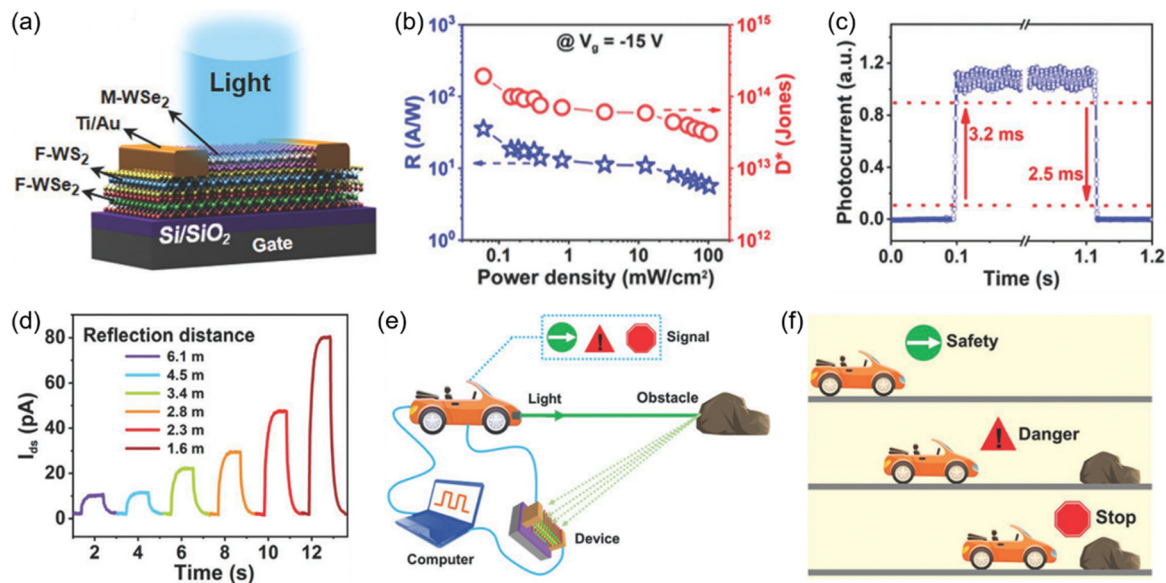 (a)
Light
M-WSe₂
Ti/Au
F-WS₂
F-WSe₂
Si/SiO₂
Gate
(b)
@ Vg = -15 V
R (A/W)
10³
10²
10¹
10⁰
D* (Jones)
10¹⁵
10¹⁴
10¹³
10¹²
0.1 1 10 100
Power density (mW/cm²)
(c)
Photocurrent (a.u.)
1.2
0.8
0.4
0.0
3.2 ms
2.5 ms
0.0 0.1 1.1 1.2
Time (s)
(d)
Reflection distance
6.1 m
4.5 m
3.4 m
2.8 m
2.3 m
1.6 m
Ids (pA)
80
60
40
20
0
2 4 6 8 10 12
Time (s)
(e)
!
Signal
Light
Obstacle
Computer
Device
(f)
Safety
!
Danger
Stop